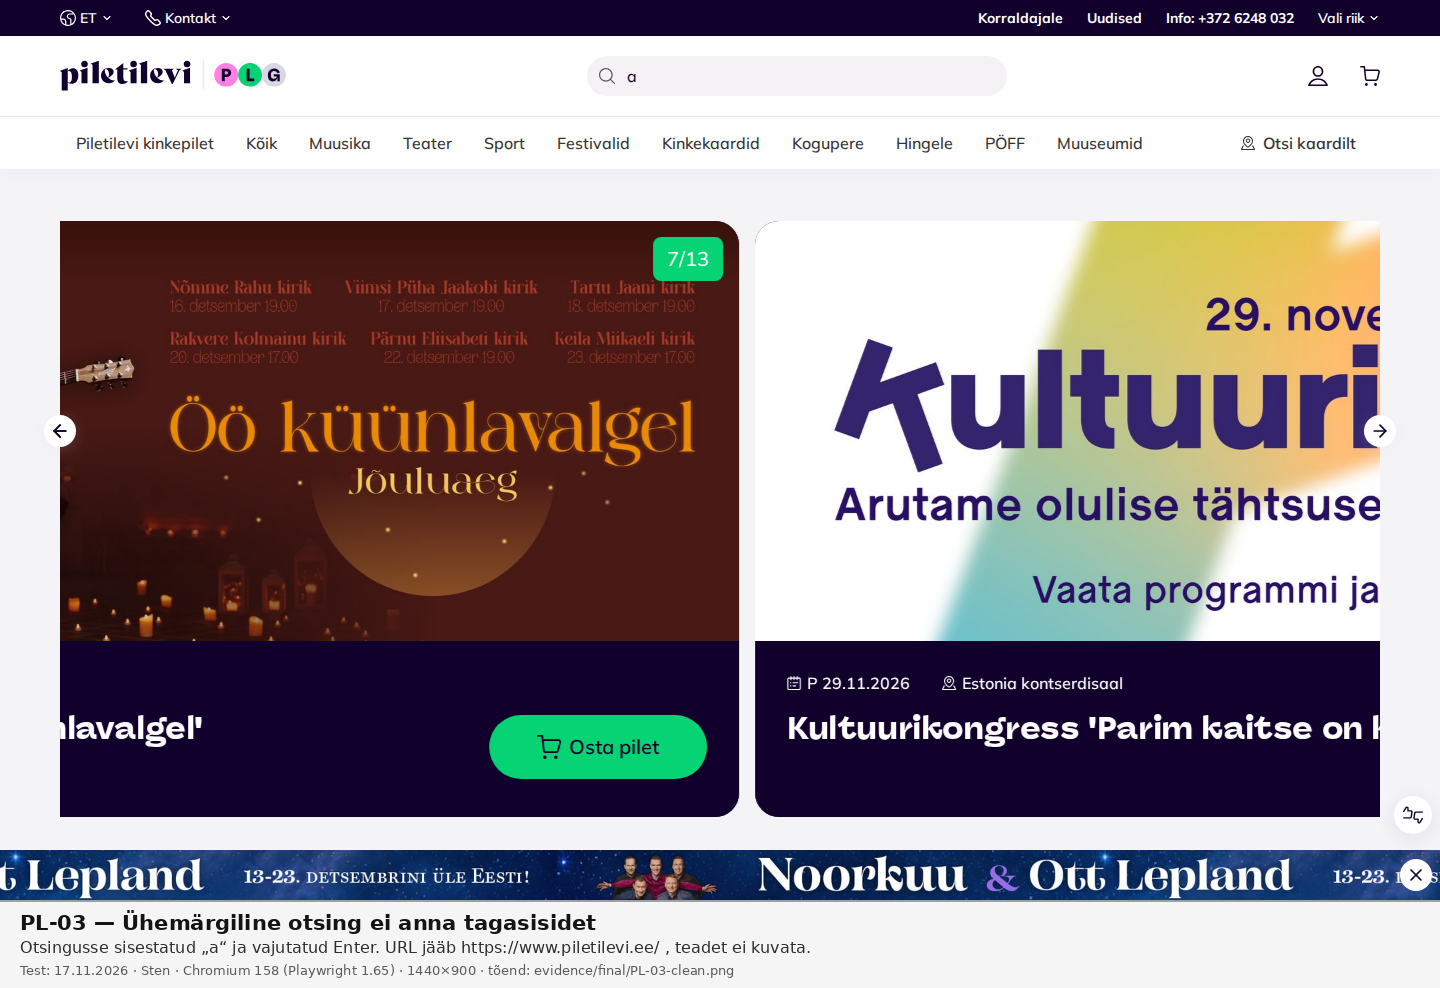 ET Kontakt Korraldajale Uudised Info: +372 6248 032 Vali riik
piletilevi P L G a
Piletilevi kinkepilet Kõik Muusika Teater Sport Festivalid Kinkekaardid Kogupere Hingele PÖFF Muuseumid Otsi kaardilt
7/13
Nõmme Rahu kirik Viimsi Püha Jaakobi kirik Tartu Jaani kirik
16. detsember 19.00 17. detsember 19.00 18. detsember 19.00
Rakvere Kolmainu kirik Pärnu Eliisabeti kirik Keila Miikaeli kirik
20. detsember 17.00 22. detsember 19.00 23. detsember 17.00
Öö küünlavalgel
Jõuluaeg
nlavalgel'
Osta pilet
29. nove
Kultuuri
Arutame olulise tähtsuse
Vaata programmi ja
P 29.11.2026 Estonia kontserdisaal
Kultuurikongress 'Parim kaitse on k
t Lepland 13-23. DETSEMBRINI ÜLE EESTI! Noorkuu & Ott Lepland 13-23.
PL-03 — Ühemärgiline otsing ei anna tagasisidet
Otsingusse sisestatud „a“ ja vajutatud Enter. URL jääb https://www.piletilevi.ee/ , teadet ei kuvata.
Test: 17.11.2026 · Sten · Chromium 158 (Playwright 1.65) · 1440×900 · tõend: evidence/final/PL-03-clean.png